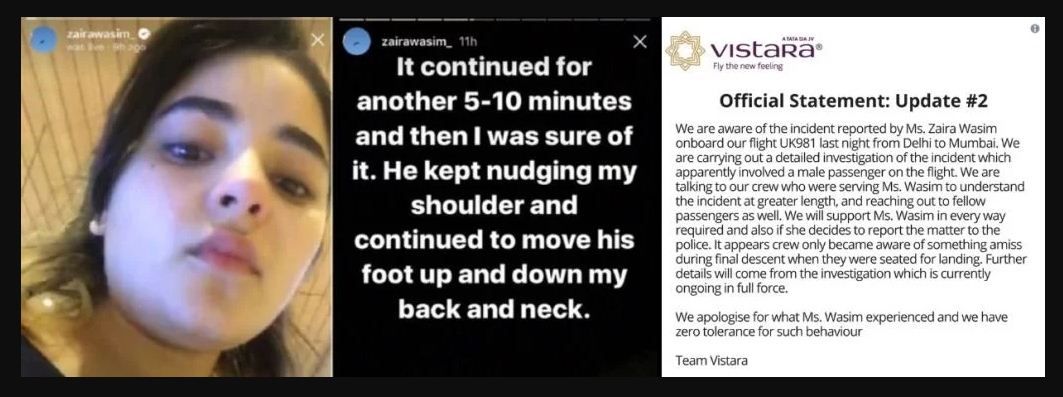 zairawasim_
was live · 9h ago
zairawasim_ 11h
It continued for
another 5-10 minutes
and then I was sure of
it. He kept nudging my
shoulder and
continued to move his
foot up and down my
back and neck.
A TATA SIA JV
vistara®
Fly the new feeling
Official Statement: Update #2
We are aware of the incident reported by Ms. Zaira Wasim
onboard our flight UK981 last night from Delhi to Mumbai. We
are carrying out a detailed investigation of the incident which
apparently involved a male passenger on the flight. We are
talking to our crew who were serving Ms. Wasim to understand
the incident at greater length, and reaching out to fellow
passengers as well. We will support Ms. Wasim in every way
required and also if she decides to report the matter to the
police. It appears crew only became aware of something amiss
during final descent when they were seated for landing. Further
details will come from the investigation which is currently
ongoing in full force.
We apologise for what Ms. Wasim experienced and we have
zero tolerance for such behaviour
Team Vistara